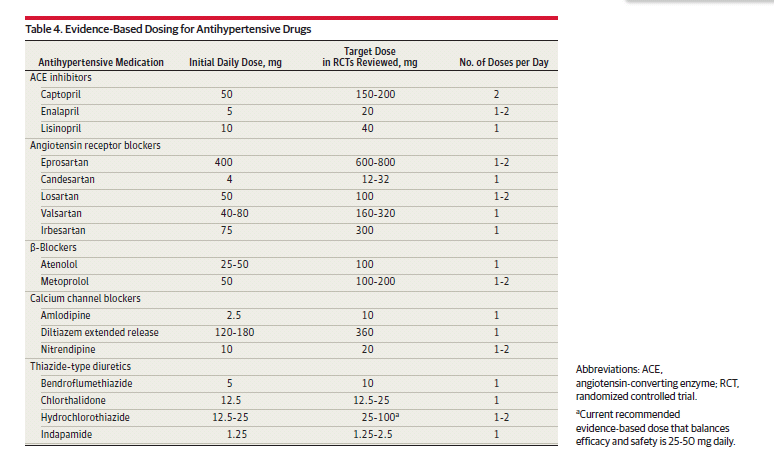 Table 4. Evidence-Based Dosing for Antihypertensive Drugs
Antihypertensive Medication Initial Daily Dose, mg Target Dose in RCTs Reviewed, mg No. of Doses per Day
ACE inhibitors
Captopril 50 150-200 2
Enalapril 5 20 1-2
Lisinopril 10 40 1
Angiotensin receptor blockers
Eprosartan 400 600-800 1-2
Candesartan 4 12-32 1
Losartan 50 100 1-2
Valsartan 40-80 160-320 1
Irbesartan 75 300 1
β-Blockers
Atenolol 25-50 100 1
Metoprolol 50 100-200 1-2
Calcium channel blockers
Amlodipine 2.5 10 1
Diltiazem extended release 120-180 360 1
Nitrendipine 10 20 1-2
Thiazide-type diuretics
Bendroflumethiazide 5 10 1
Chlorthalidone 12.5 12.5-25 1
Hydrochlorothiazide 12.5-25 25-100ᵃ 1-2
Indapamide 1.25 1.25-2.5 1
Abbreviations: ACE,
angiotensin-converting enzyme; RCT,
randomized controlled trial.
ᵃCurrent recommended
evidence-based dose that balances
efficacy and safety is 25-50 mg daily.